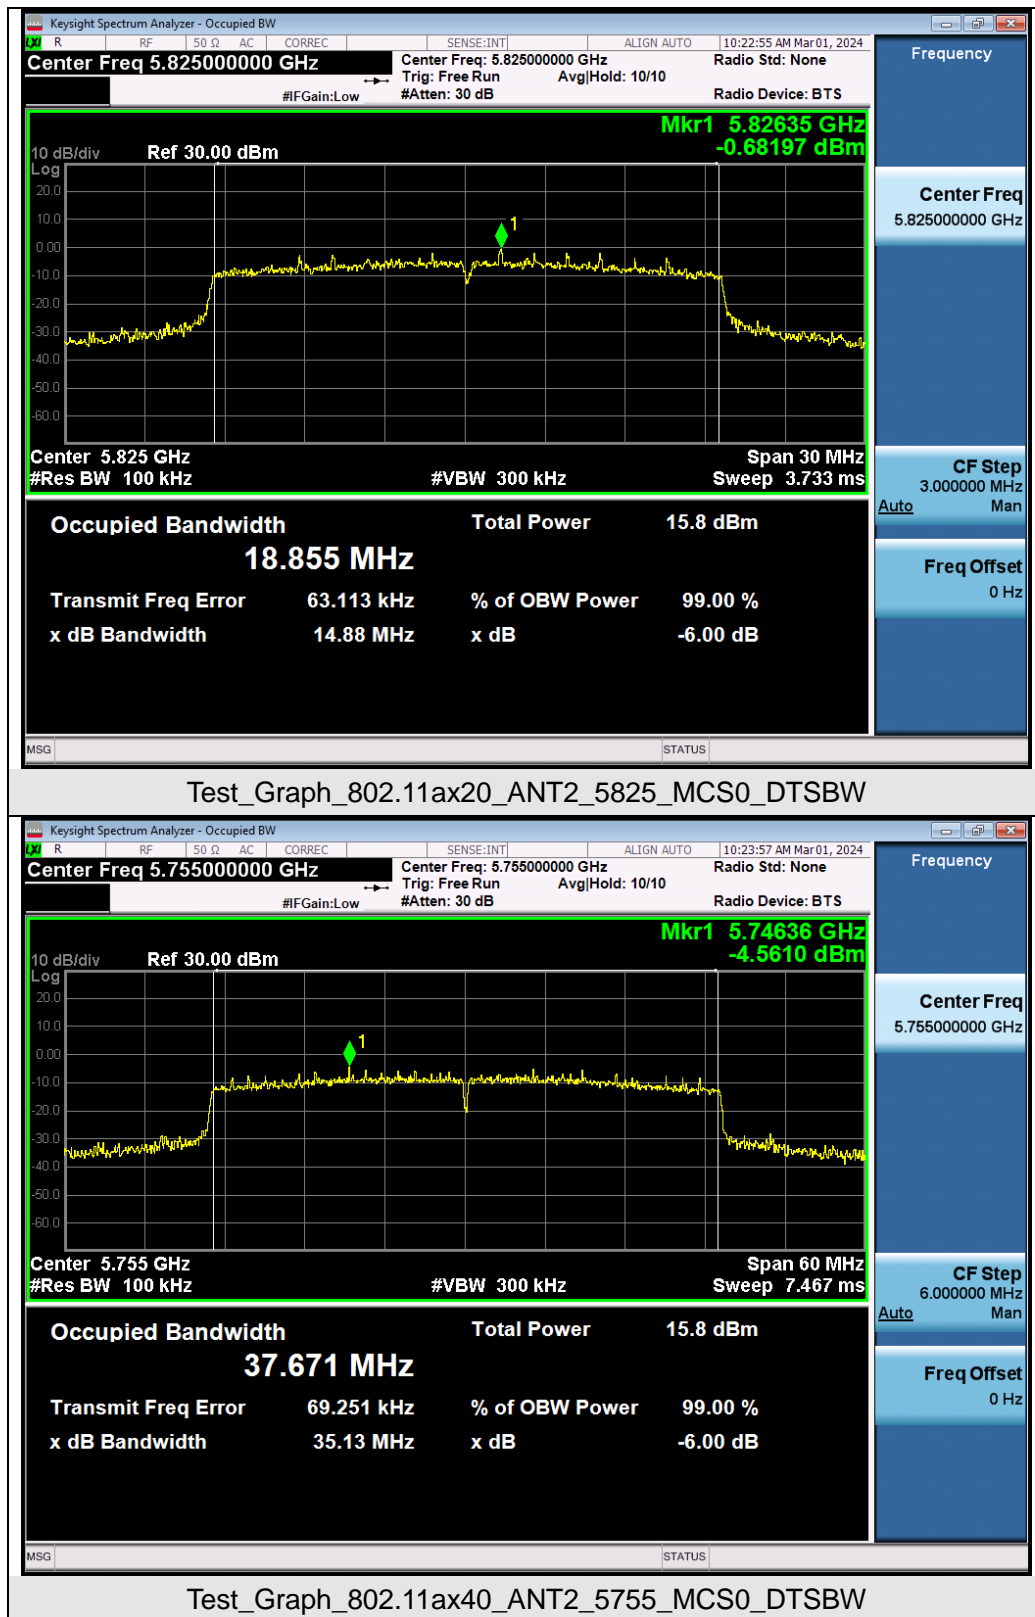 Keysight Spectrum Analyzer - Occupied BW
LXI R RF 50 Ω AC CORREC SENSE:INT ALIGN AUTO 10:22:55 AM Mar 01, 2024
Center Freq 5.825000000 GHz
Center Freq: 5.825000000 GHz
Radio Std: None
Trig: Free Run Avg|Hold: 10/10
#IFGain:Low
#Atten: 30 dB
Radio Device: BTS
Frequency
Mkr1 5.82635 GHz
-0.68197 dBm
10 dB/div Ref 30.00 dBm
Log
20.0
10.0
0.00
-10.0
-20.0
-30.0
-40.0
-50.0
-60.0
1
Center 5.825 GHz Span 30 MHz
#Res BW 100 kHz #VBW 300 kHz Sweep 3.733 ms
Center Freq
5.825000000 GHz
CF Step
3.000000 MHz
Auto Man
Freq Offset
0 Hz
Occupied Bandwidth Total Power 15.8 dBm
18.855 MHz
Transmit Freq Error 63.113 kHz % of OBW Power 99.00 %
x dB Bandwidth 14.88 MHz x dB -6.00 dB
MSG STATUS
Test_Graph_802.11ax20_ANT2_5825_MCS0_DTSBW
Keysight Spectrum Analyzer - Occupied BW
LXI R RF 50 Ω AC CORREC SENSE:INT ALIGN AUTO 10:23:57 AM Mar 01, 2024
Center Freq 5.755000000 GHz
Center Freq: 5.755000000 GHz
Radio Std: None
Trig: Free Run Avg|Hold: 10/10
#IFGain:Low
#Atten: 30 dB
Radio Device: BTS
Frequency
Mkr1 5.74636 GHz
-4.5610 dBm
10 dB/div Ref 30.00 dBm
Log
20.0
10.0
0.00
-10.0
-20.0
-30.0
-40.0
-50.0
-60.0
1
Center 5.755 GHz Span 60 MHz
#Res BW 100 kHz #VBW 300 kHz Sweep 7.467 ms
Center Freq
5.755000000 GHz
CF Step
6.000000 MHz
Auto Man
Freq Offset
0 Hz
Occupied Bandwidth Total Power 15.8 dBm
37.671 MHz
Transmit Freq Error 69.251 kHz % of OBW Power 99.00 %
x dB Bandwidth 35.13 MHz x dB -6.00 dB
MSG STATUS
Test_Graph_802.11ax40_ANT2_5755_MCS0_DTSBW